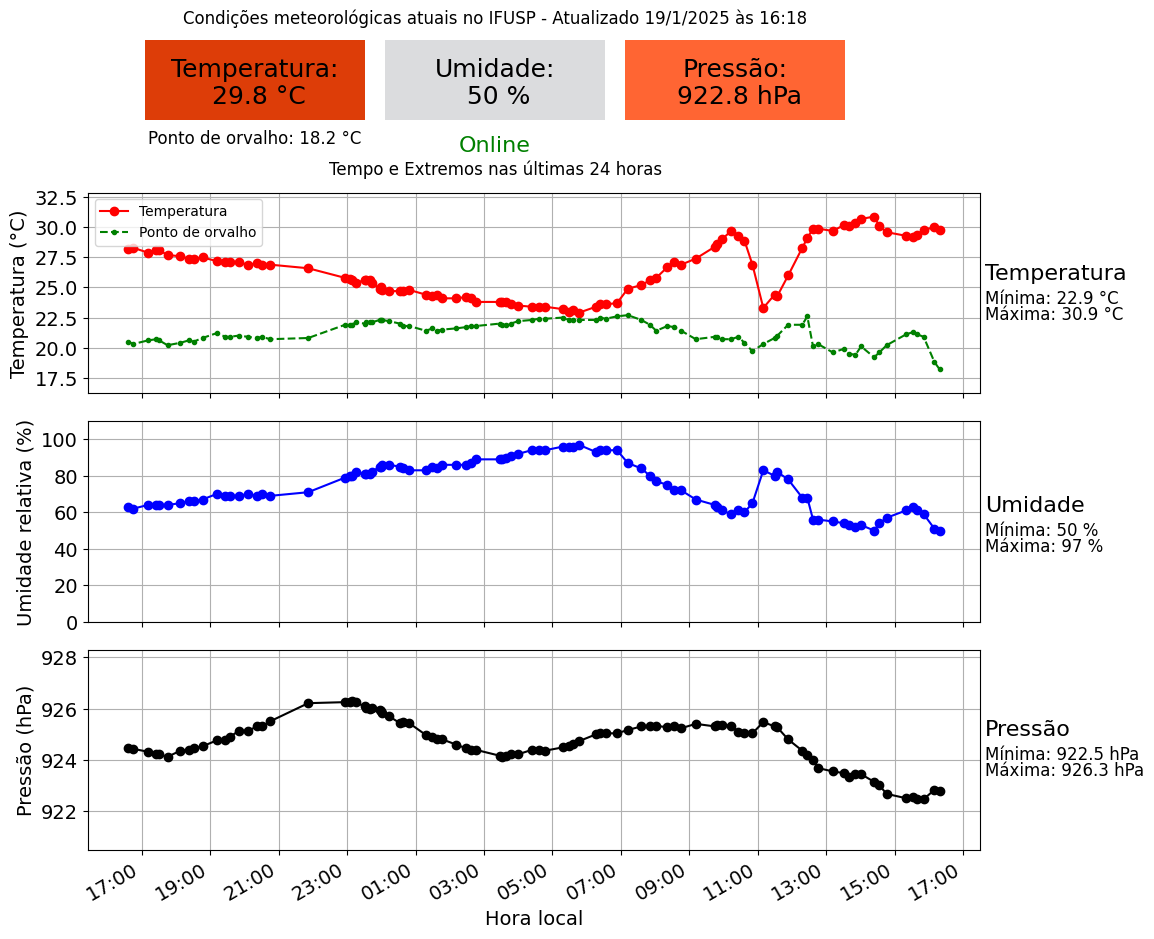 Condições meteorológicas atuais no IFUSP - Atualizado 19/1/2025 às 16:18
Temperatura:
29.8 °C
Umidade:
50 %
Pressão:
922.8 hPa
Ponto de orvalho: 18.2 °C
Online
Tempo e Extremos nas últimas 24 horas
Temperatura (°C)
32.5
30.0
27.5
25.0
22.5
20.0
17.5
Temperatura
Ponto de orvalho
Temperatura
Mínima: 22.9 °C
Máxima: 30.9 °C
Umidade relativa (%)
100
80
60
40
20
0
Umidade
Mínima: 50 %
Máxima: 97 %
Pressão (hPa)
928
926
924
922
Pressão
Mínima: 922.5 hPa
Máxima: 926.3 hPa
17:00 19:00 21:00 23:00 01:00 03:00 05:00 07:00 09:00 11:00 13:00 15:00 17:00
Hora local